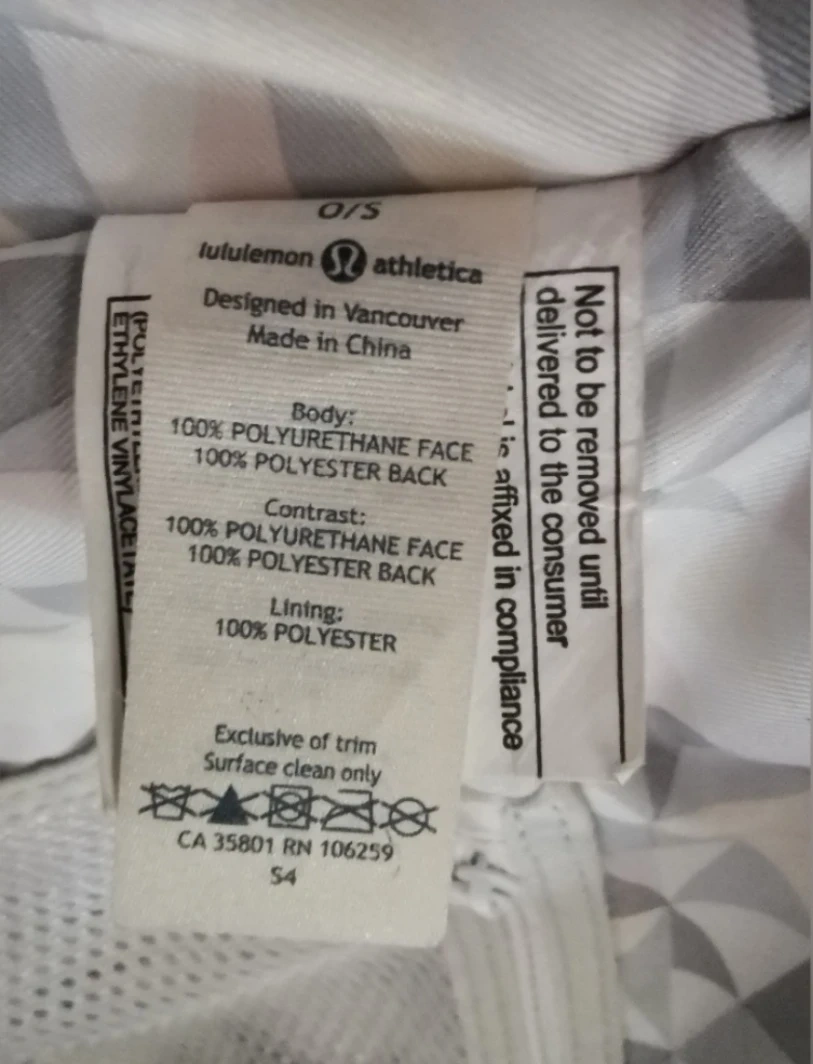 O/S
lululemon athletica
Designed in Vancouver
Made in China
Body:
100% POLYURETHANE FACE
100% POLYESTER BACK
Contrast:
100% POLYURETHANE FACE
100% POLYESTER BACK
Lining:
100% POLYESTER
Exclusive of trim
Surface clean only
CA 35801 RN 106259
S4
Not to be removed until
delivered to the consumer
is affixed in compliance
ETHYLENE VINYLACETATE,